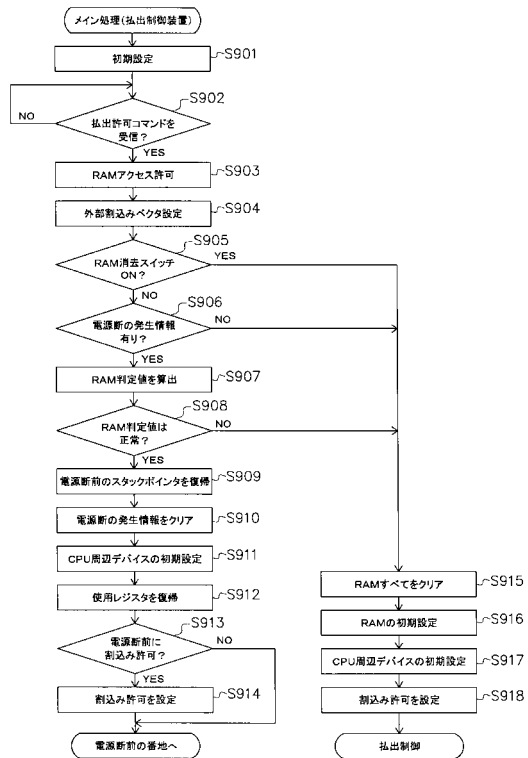 メイン処理(払出制御装置)
初期設定
S901
S902
払出許可コマンドを
受信?
NO
YES
RAMアクセス許可
S903
外部割込みベクタ設定
S904
S905
RAM消去スイッチ
ON?
YES
NO
S906
電源断の発生情報
有り?
NO
YES
RAM判定値を算出
S907
S908
RAM判定値は
正常?
NO
YES
電源断前のスタックポインタを復帰
S909
電源断の発生情報をクリア
S910
CPU周辺デバイスの初期設定
S911
使用レジスタを復帰
S912
S913
電源断前に
割込み許可?
NO
YES
割込み許可を設定
S914
電源断前の番地へ
RAMすべてをクリア
S915
RAMの初期設定
S916
CPU周辺デバイスの初期設定
S917
割込み許可を設定
S918
払出制御